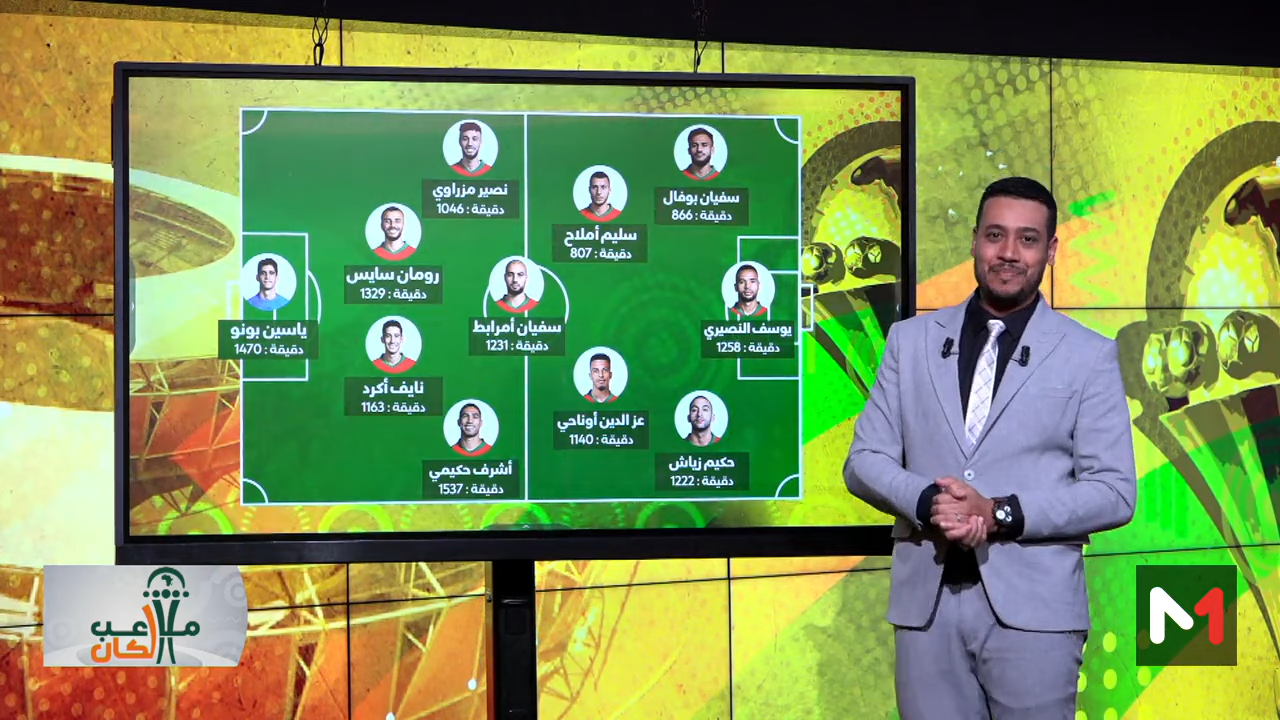 نصير مزراوي
دقيقة : 1046
سفيان بوفال
دقيقة : 866
سليم أملاح
دقيقة : 807
رومان سايس
دقيقة : 1329
ياسين بونو
دقيقة : 1470
سفيان أمرابط
دقيقة : 1231
يوسف النصيري
دقيقة : 1258
نايف أكرد
دقيقة : 1163
عز الدين أوناحي
دقيقة : 1140
أشرف حكيمي
دقيقة : 1537
حكيم زياش
دقيقة : 1222
ملاعب
الكان
M1